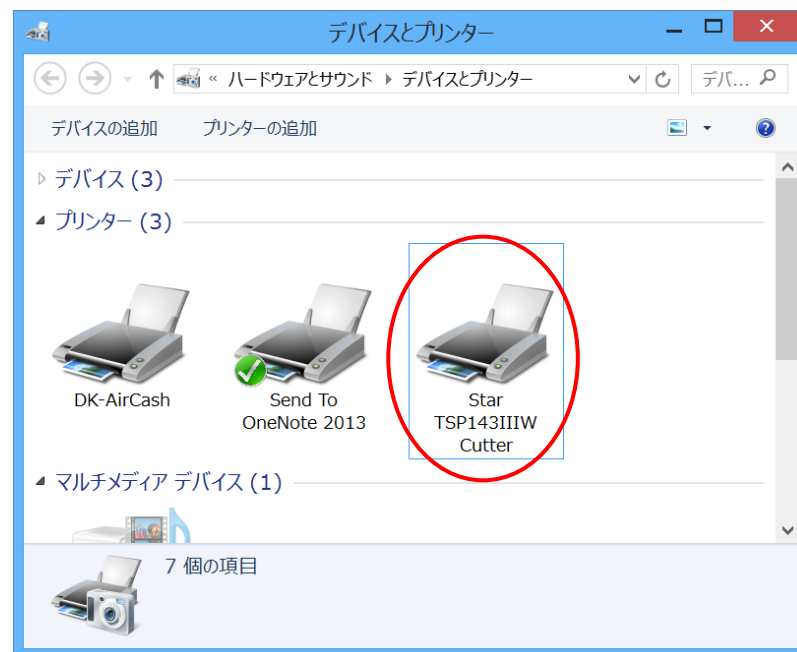 デバイスとプリンター
« ハードウェアとサウンド ▸ デバイスとプリンター
デバ...
デバイスの追加 プリンターの追加
デバイス (3)
プリンター (3)
DK-AirCash
Send To
OneNote 2013
Star
TSP143IIIW
Cutter
マルチメディア デバイス (1)
7 個の項目